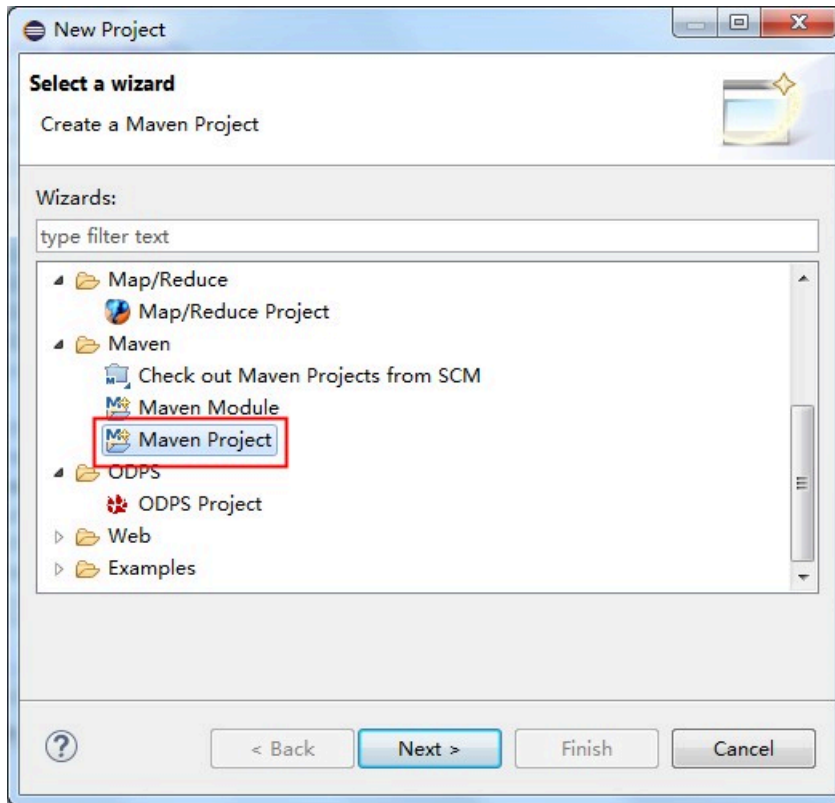 New Project
Select a wizard
Create a Maven Project
Wizards:
type filter text
Map/Reduce
Map/Reduce Project
Maven
Check out Maven Projects from SCM
Maven Module
Maven Project
ODPS
ODPS Project
Web
Examples
< Back Next > Finish Cancel